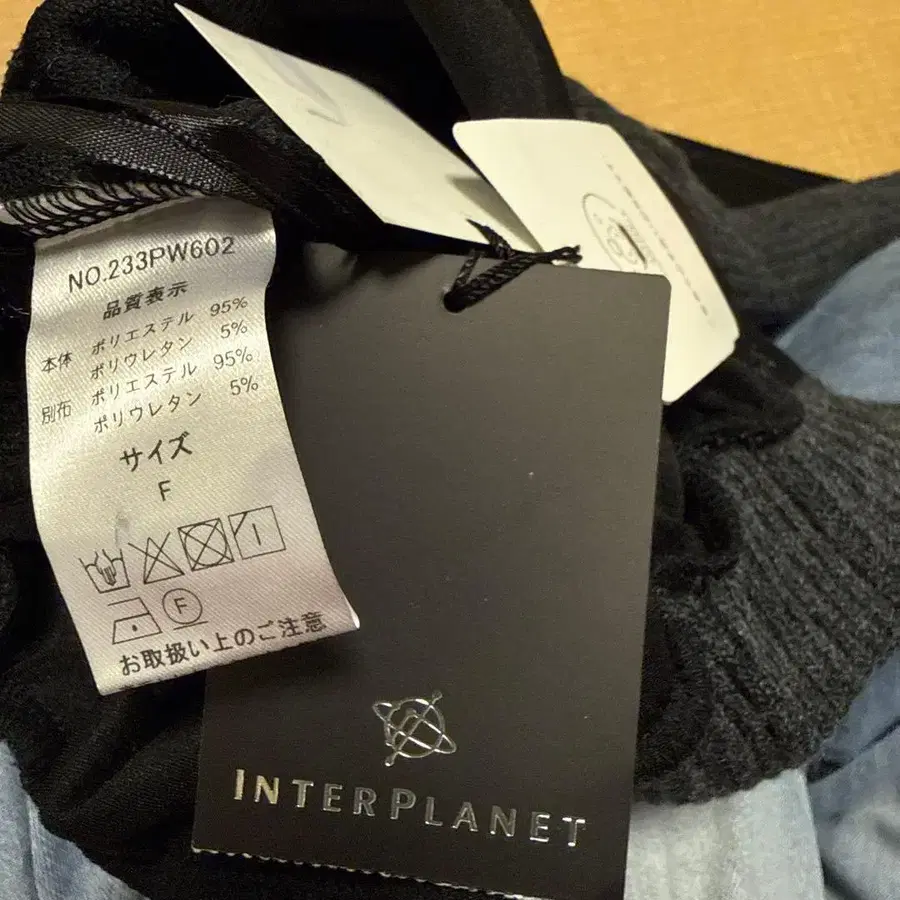 NO.233PW602
品質表示
本体 ポリエステル 95%
ポリウレタン 5%
別布 ポリエステル 95%
ポリウレタン 5%
サイズ
F
F
お取扱い上のご注意
INTERPLANET